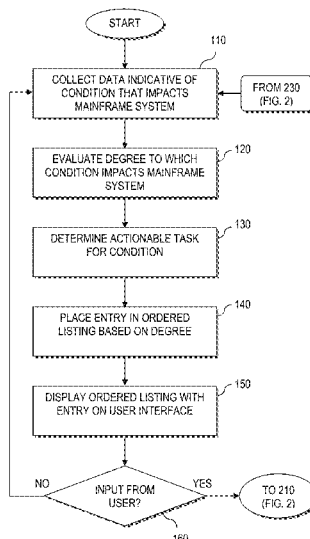 START
110
COLLECT DATA INDICATIVE OF
CONDITION THAT IMPACTS
MAINFRAME SYSTEM
FROM 230
(FIG. 2)
120
EVALUATE DEGREE TO WHICH
CONDITION IMPACTS MAINFRAME
SYSTEM
130
DETERMINE ACTIONABLE TASK
FOR CONDITION
140
PLACE ENTRY IN ORDERED
LISTING BASED ON DEGREE
150
DISPLAY ORDERED LISTING WITH
ENTRY ON USER INTERFACE
NO
INPUT FROM
USER?
YES
TO 210
(FIG. 2)
160